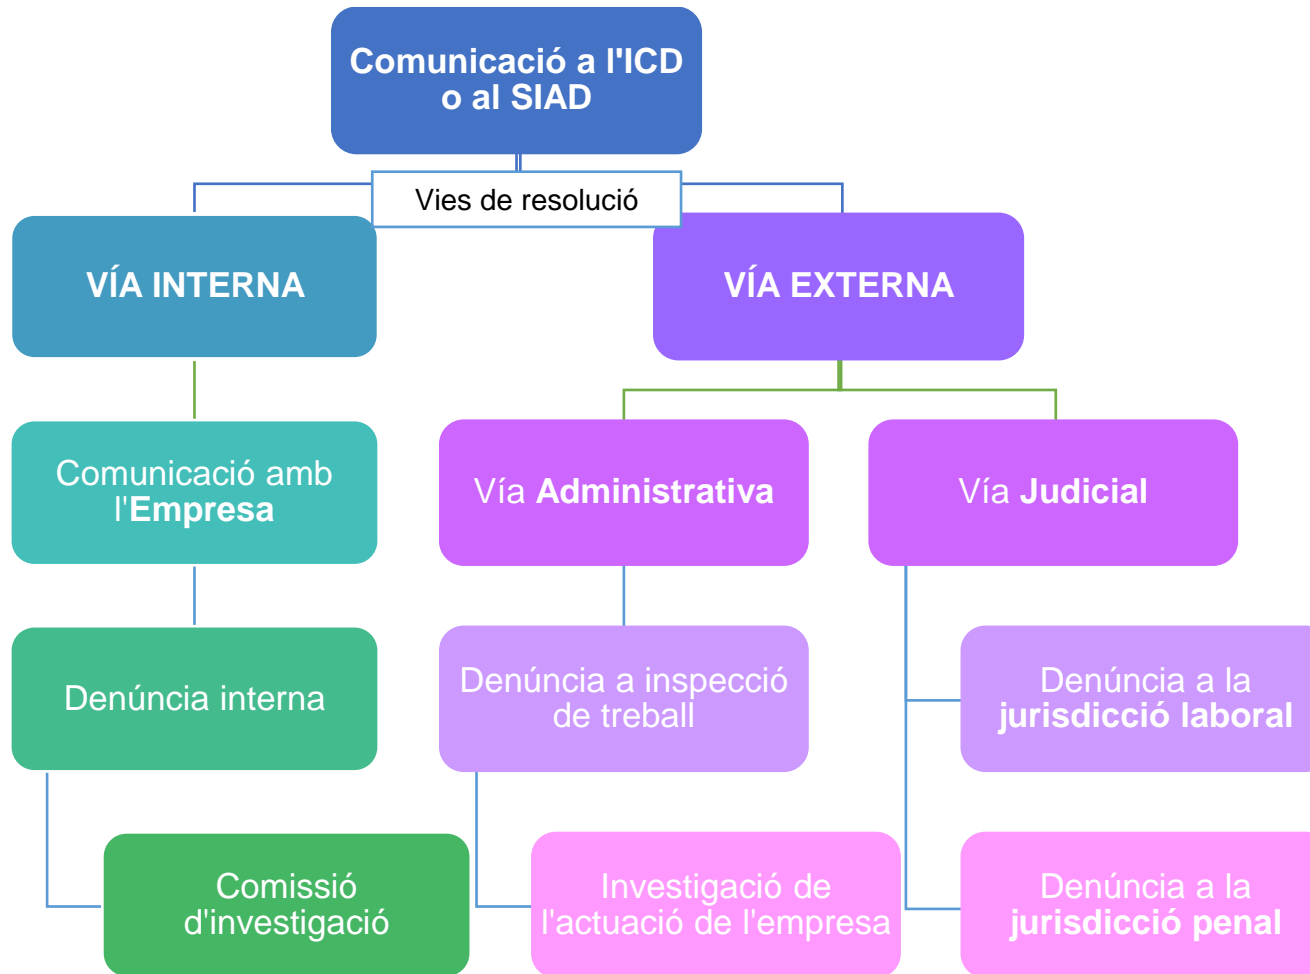 Comunicació a l'ICD
o al SIAD
Vies de resolució
VÍA INTERNA
VÍA EXTERNA
Comunicació amb
l'Empresa
Vía Administrativa
Vía Judicial
Denúncia interna
Denúncia a inspecció
de treball
Denúncia a la
jurisdicció laboral
Comissió
d'investigació
Investigació de
l'actuació de l'empresa
Denúncia a la
jurisdicció penal